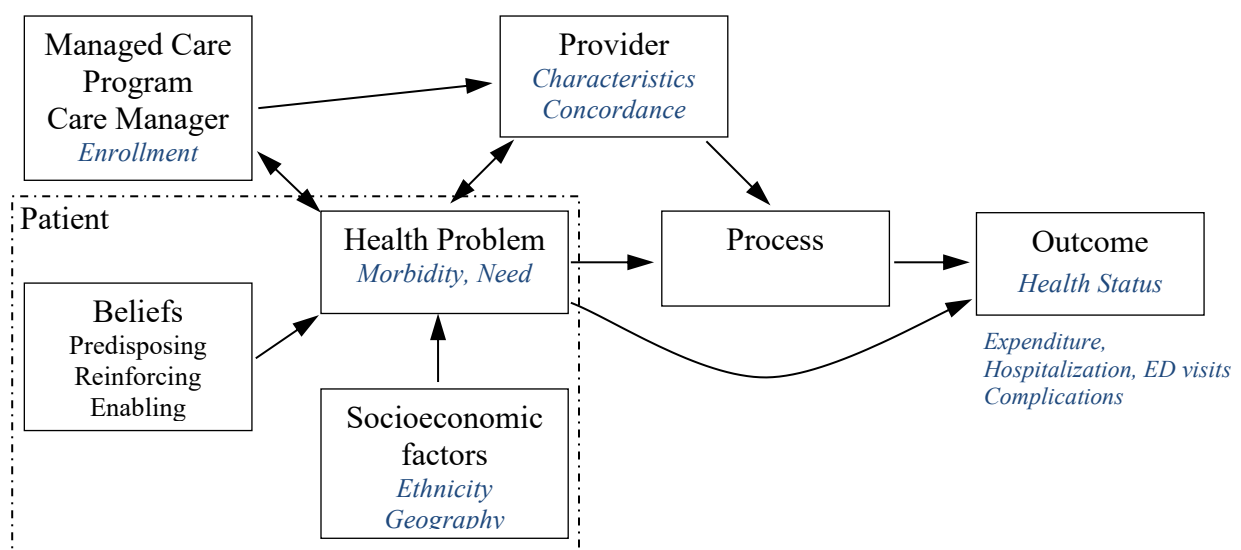 Managed Care
Program
Care Manager
Enrollment
Provider
Characteristics
Concordance
Patient
Health Problem
Morbidity, Need
Process
Outcome
Health Status
Expenditure,
Hospitalization, ED visits
Complications
Beliefs
Predisposing
Reinforcing
Enabling
Socioeconomic
factors
Ethnicity
Geography